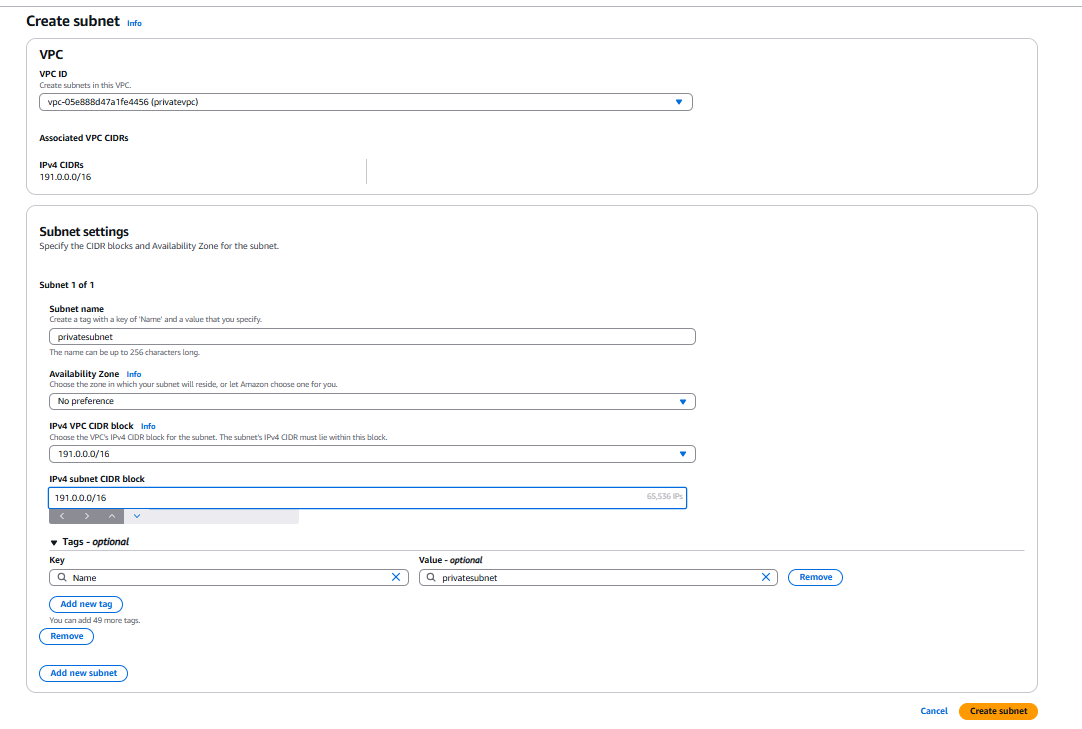 Create subnet Info
VPC
VPC ID
Create subnets in this VPC.
vpc-05e888d47a1fe4456 (privatevpc)
Associated VPC CIDRs
IPv4 CIDRs
191.0.0.0/16
Subnet settings
Specify the CIDR blocks and Availability Zone for the subnet.
Subnet 1 of 1
Subnet name
Create a tag with a key of 'Name' and a value that you specify.
privatesubnet
The name can be up to 256 characters long.
Availability Zone Info
Choose the zone in which your subnet will reside, or let Amazon choose one for you.
No preference
IPv4 VPC CIDR block Info
Choose the VPC's IPv4 CIDR block for the subnet. The subnet's IPv4 CIDR must lie within this block.
191.0.0.0/16
IPv4 subnet CIDR block
191.0.0.0/16 65,536 IPs
Tags - optional
Key Value - optional
Name privatesubnet Remove
Add new tag
You can add 49 more tags.
Remove
Add new subnet
Cancel Create subnet